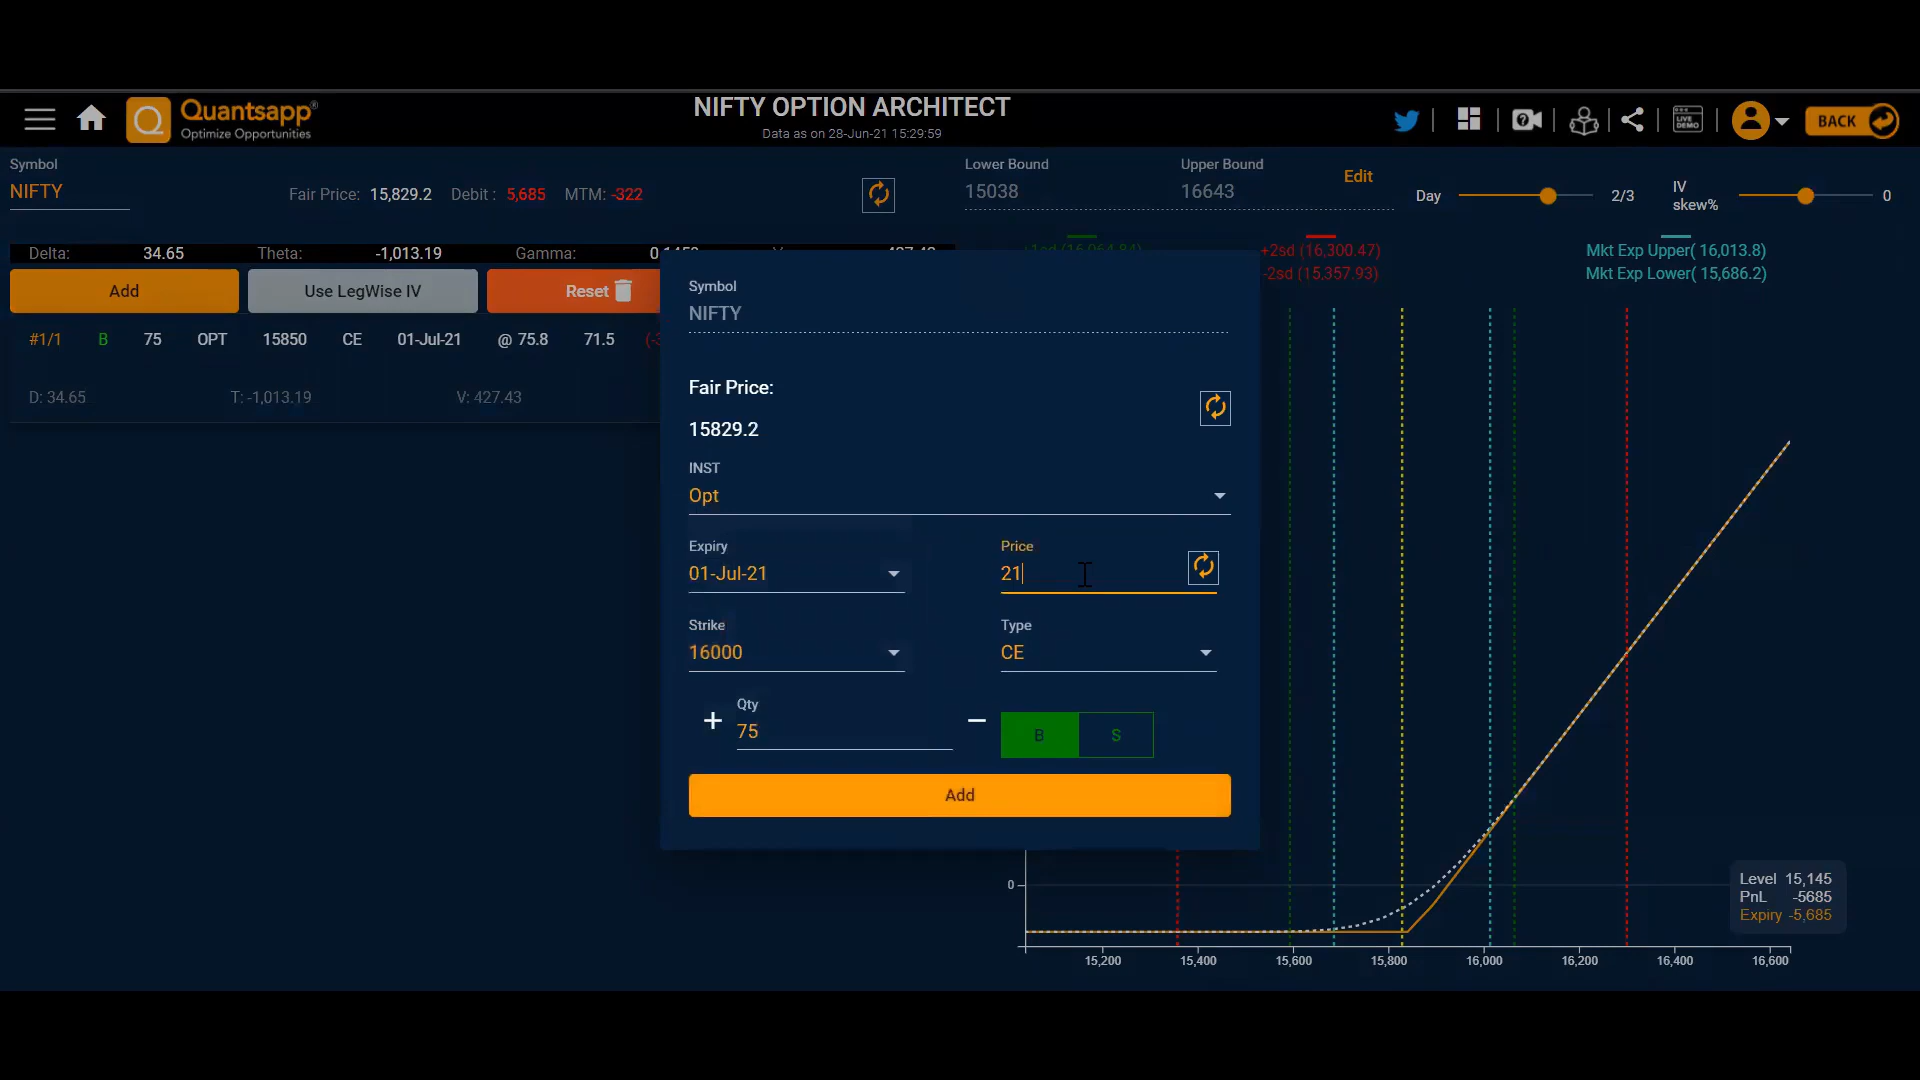 Quantsapp®
Optimize Opportunities
NIFTY OPTION ARCHITECT
Data as on 28-Jun-21 15:29:59
LIVE DEMO
BACK
Symbol
NIFTY
Fair Price: 15,829.2 Debit : 5,685 MTM: -322
Lower Bound
15038
Upper Bound
16643
Edit
Day 2/3
IV skew% 0
Delta: 34.65 Theta: -1,013.19 Gamma:
+2sd (16,300.47)
-2sd (15,357.93)
Mkt Exp Upper( 16,013.8)
Mkt Exp Lower( 15,686.2)
Add
Use LegWise IV
Reset
#1/1 B 75 OPT 15850 CE 01-Jul-21 @ 75.8 71.5
D: 34.65 T: -1,013.19 V: 427.43
Symbol
NIFTY
Fair Price:
15829.2
INST
Opt
Expiry
01-Jul-21
Price
21
Strike
16000
Type
CE
+ Qty −
75
B S
Add
0
Level 15,145
PnL -5685
Expiry -5,685
15,200 15,400 15,600 15,800 16,000 16,200 16,400 16,600